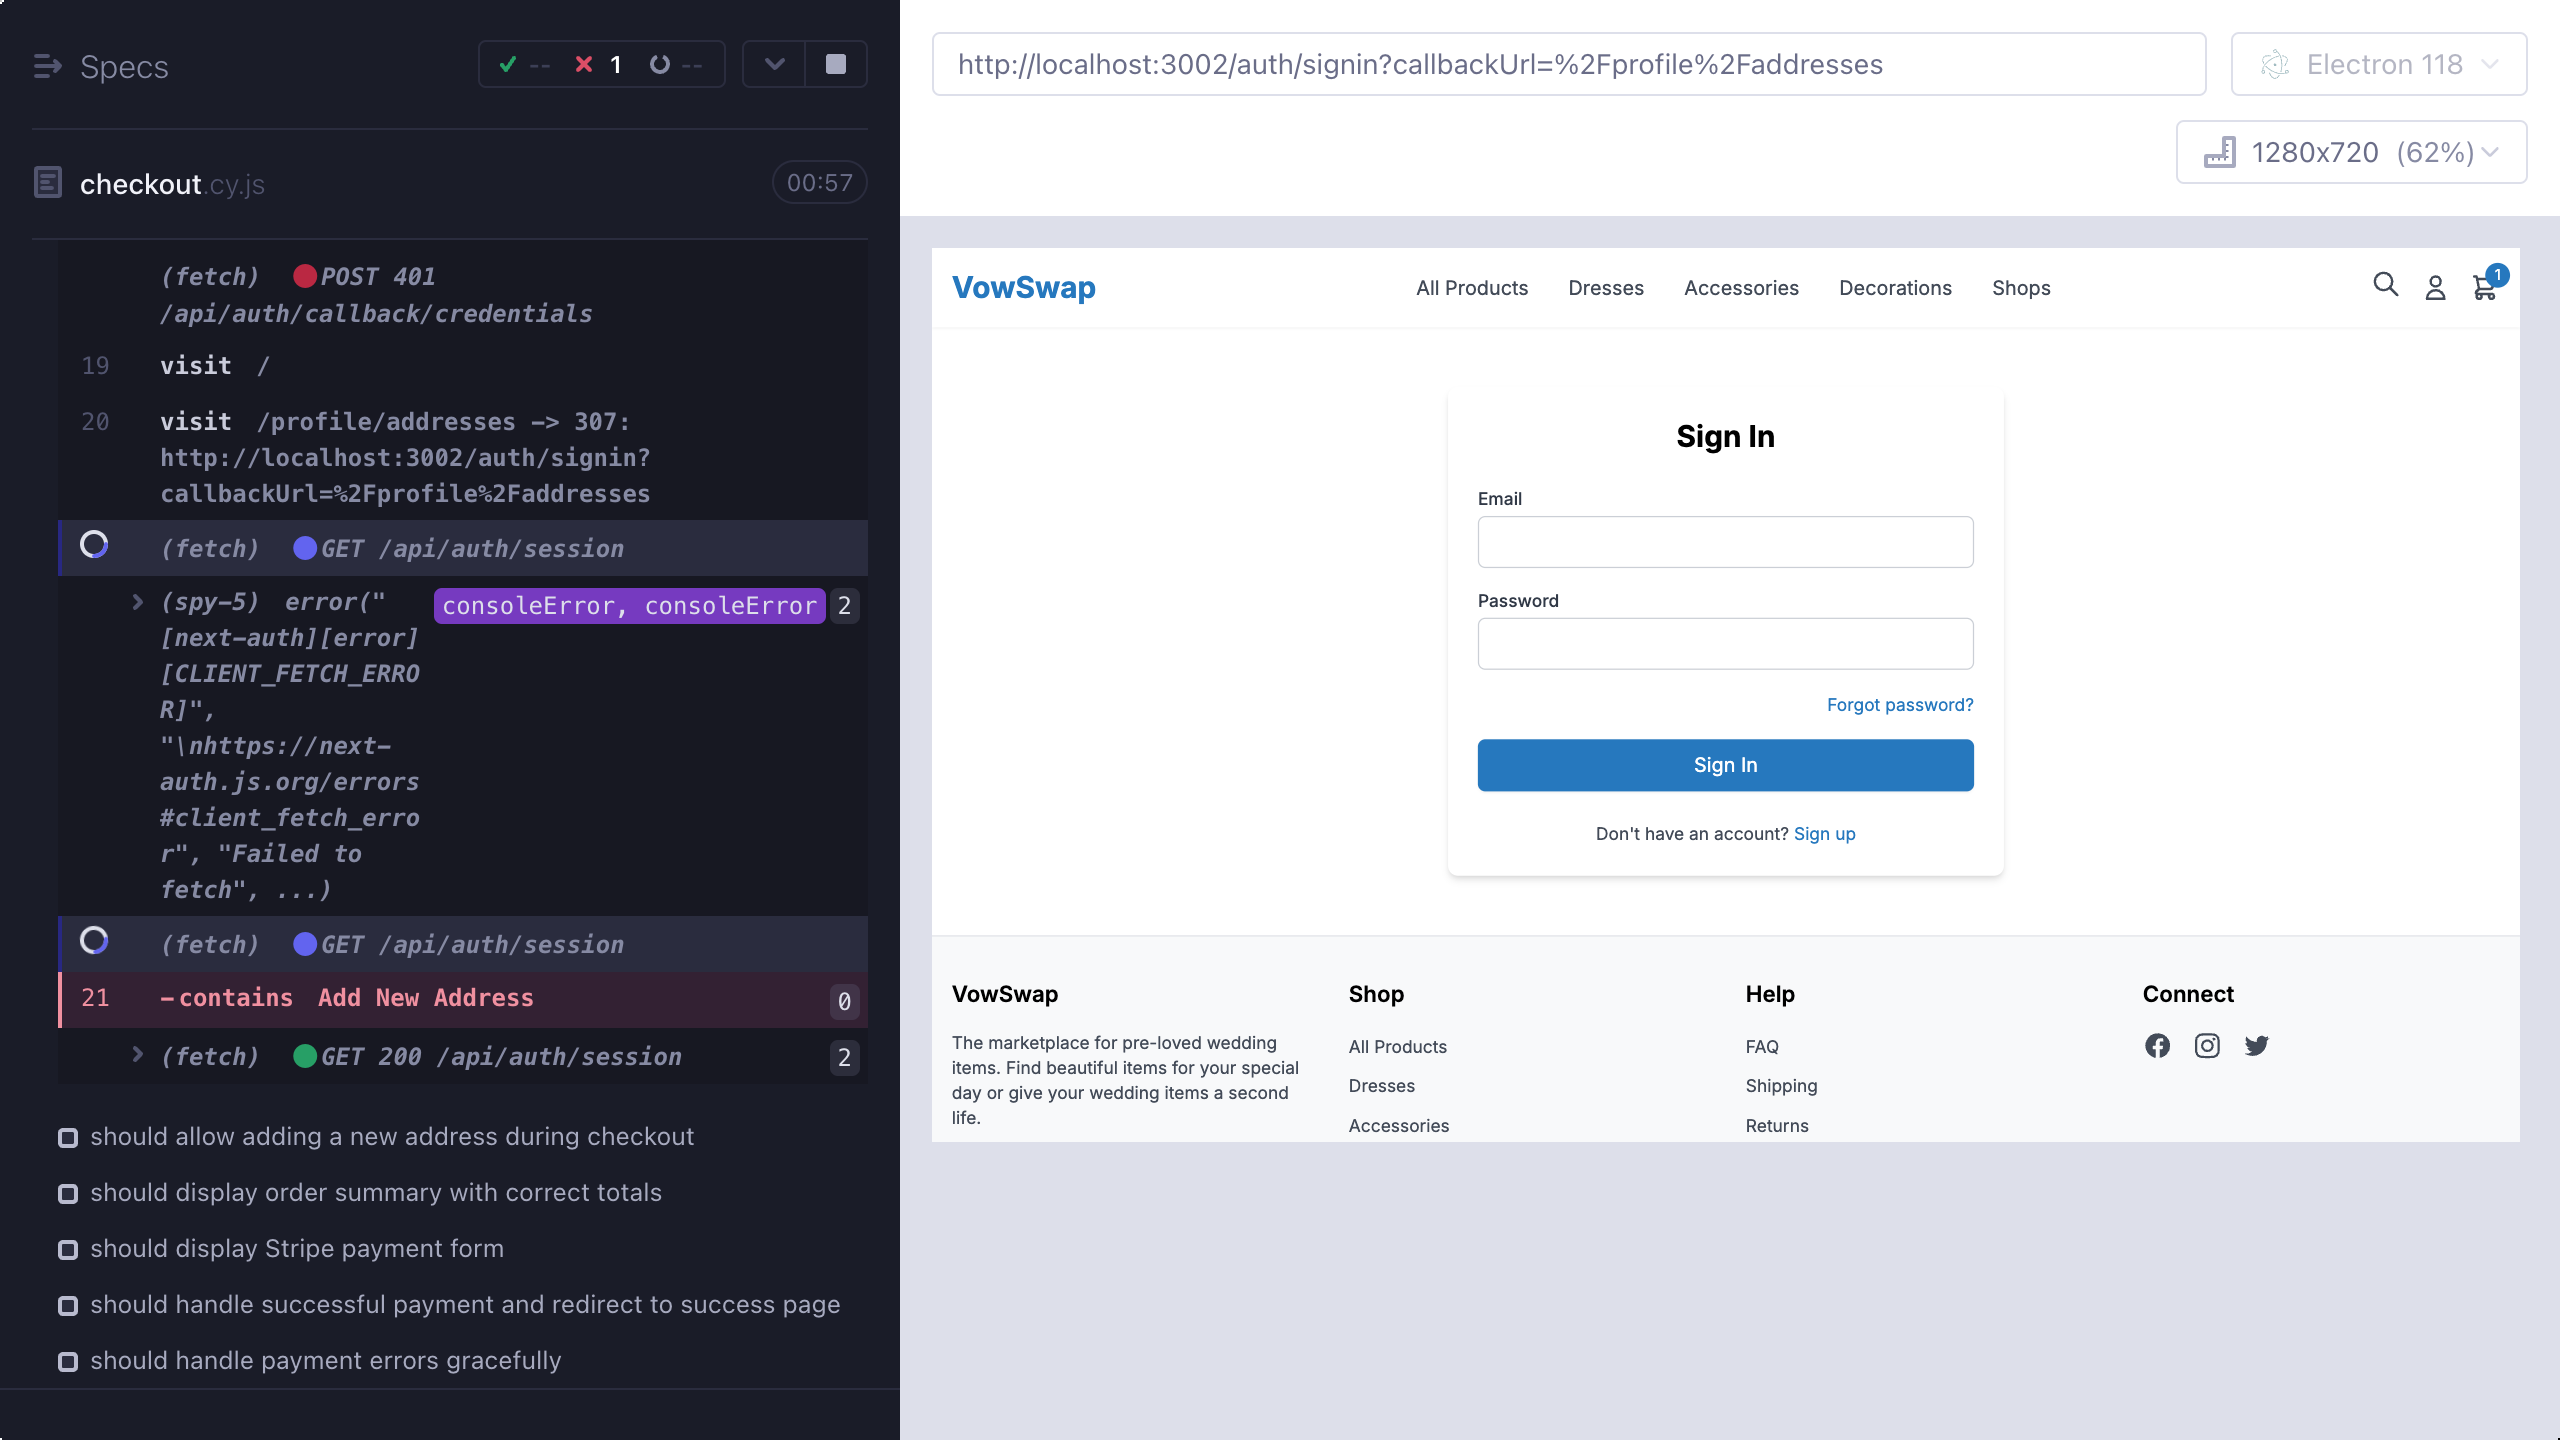 Specs
-- 1 --
checkout.cy.js 00:57
(fetch) POST 401
/api/auth/callback/credentials
19 visit /
20 visit /profile/addresses -> 307:
http://localhost:3002/auth/signin?
callbackUrl=%2Fprofile%2Faddresses
(fetch) GET /api/auth/session
(spy-5) error(" consoleError, consoleError 2
[next-auth][error]
[CLIENT_FETCH_ERRO
R]",
"\nhttps://next-
auth.js.org/errors
#client_fetch_erro
r", "Failed to
fetch", ...)
(fetch) GET /api/auth/session
21 -contains Add New Address 0
(fetch) GET 200 /api/auth/session 2
should allow adding a new address during checkout
should display order summary with correct totals
should display Stripe payment form
should handle successful payment and redirect to success page
should handle payment errors gracefully
http://localhost:3002/auth/signin?callbackUrl=%2Fprofile%2Faddresses
Electron 118
1280x720 (62%)
VowSwap All Products Dresses Accessories Decorations Shops 1
Sign In
Email
Password
Forgot password?
Sign In
Don't have an account? Sign up
VowSwap
The marketplace for pre-loved wedding
items. Find beautiful items for your special
day or give your wedding items a second
life.
Shop
All Products
Dresses
Accessories
Help
FAQ
Shipping
Returns
Connect